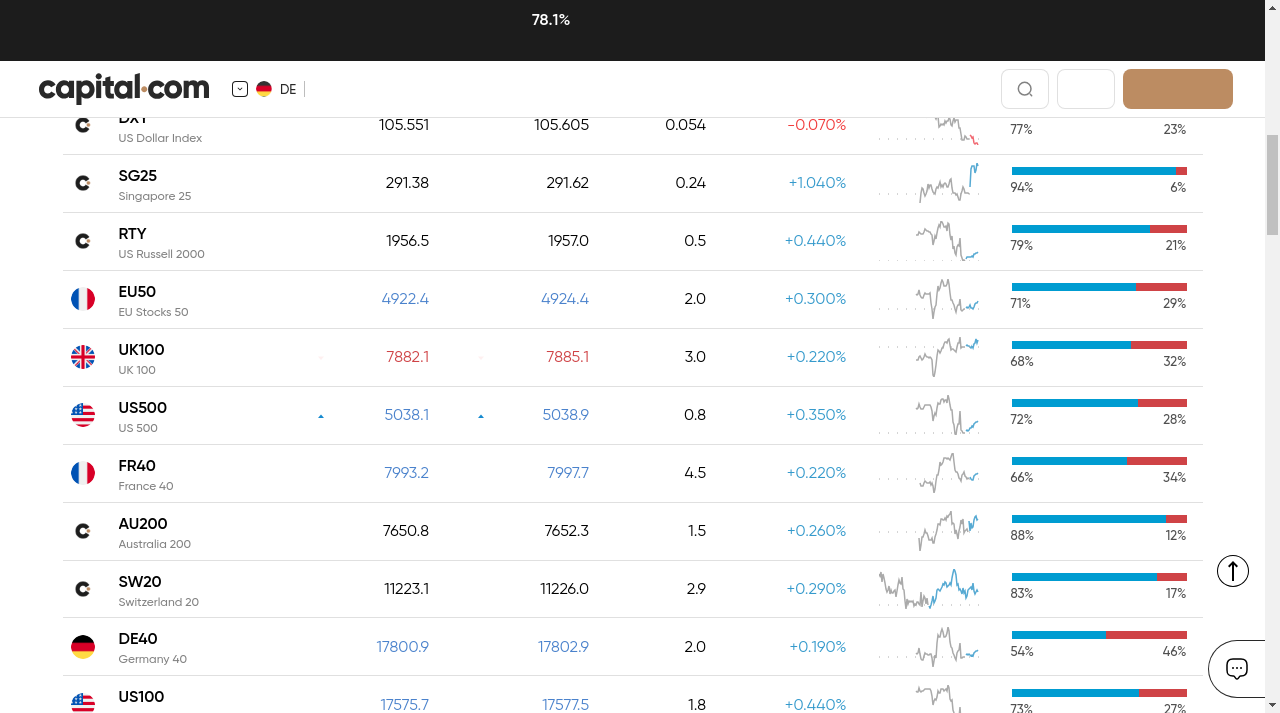 78.1%
capital.com
DE
DXY 105.551 105.605 0.054 -0.070%
US Dollar Index 77% 23%
SG25 291.38 291.62 0.24 +1.040%
Singapore 25 94% 6%
RTY 1956.5 1957.0 0.5 +0.440%
US Russell 2000 79% 21%
EU50 4922.4 4924.4 2.0 +0.300%
EU Stocks 50 71% 29%
UK100 7882.1 7885.1 3.0 +0.220%
UK 100 68% 32%
US500 5038.1 5038.9 0.8 +0.350%
US 500 72% 28%
FR40 7993.2 7997.7 4.5 +0.220%
France 40 66% 34%
AU200 7650.8 7652.3 1.5 +0.260%
Australia 200 88% 12%
SW20 11223.1 11226.0 2.9 +0.290%
Switzerland 20 83% 17%
DE40 17800.9 17802.9 2.0 +0.190%
Germany 40 54% 46%
US100 17575.7 17577.5 1.8 +0.440%
73% 27%